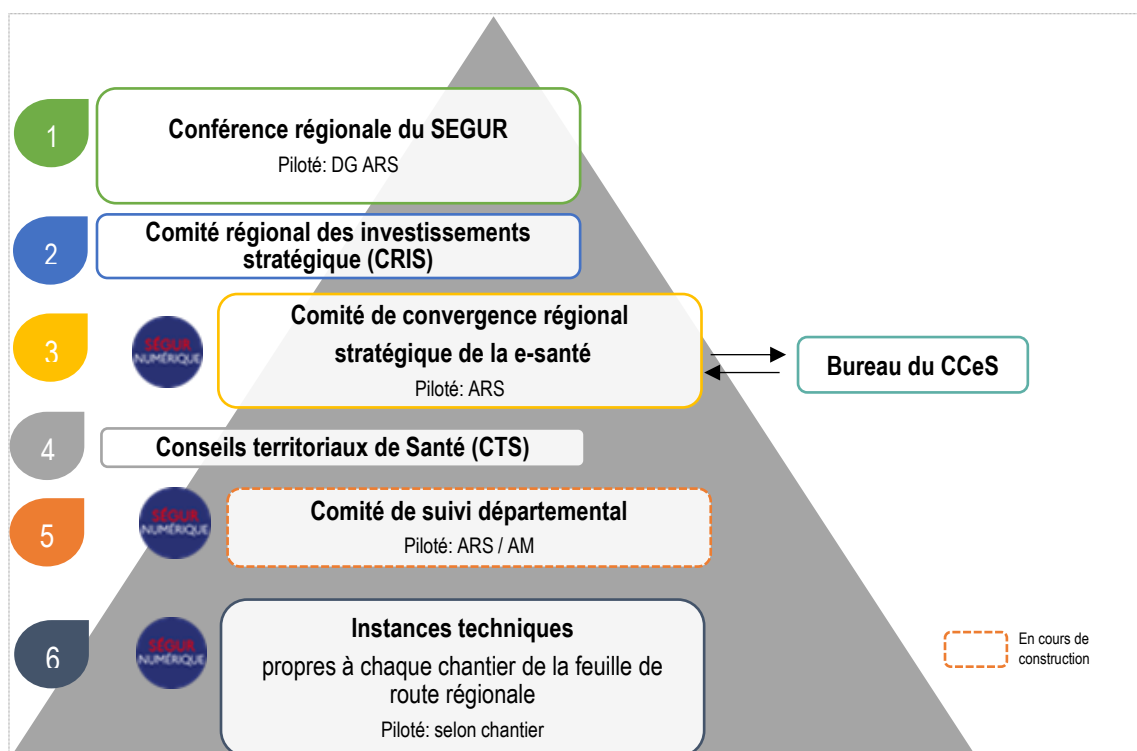 1
Conférence régionale du SEGUR
Piloté: DG ARS
2
Comité régional des investissements
stratégique (CRIS)
3
SÉGUR
NUMÉRIQUE
Comité de convergence régional
stratégique de la e-santé
Piloté: ARS
Bureau du CCeS
4
Conseils territoriaux de Santé (CTS)
5
SÉGUR
NUMÉRIQUE
Comité de suivi départemental
Piloté: ARS / AM
6
SÉGUR
NUMÉRIQUE
Instances techniques
propres à chaque chantier de la feuille de
route régionale
Piloté: selon chantier
En cours de
construction